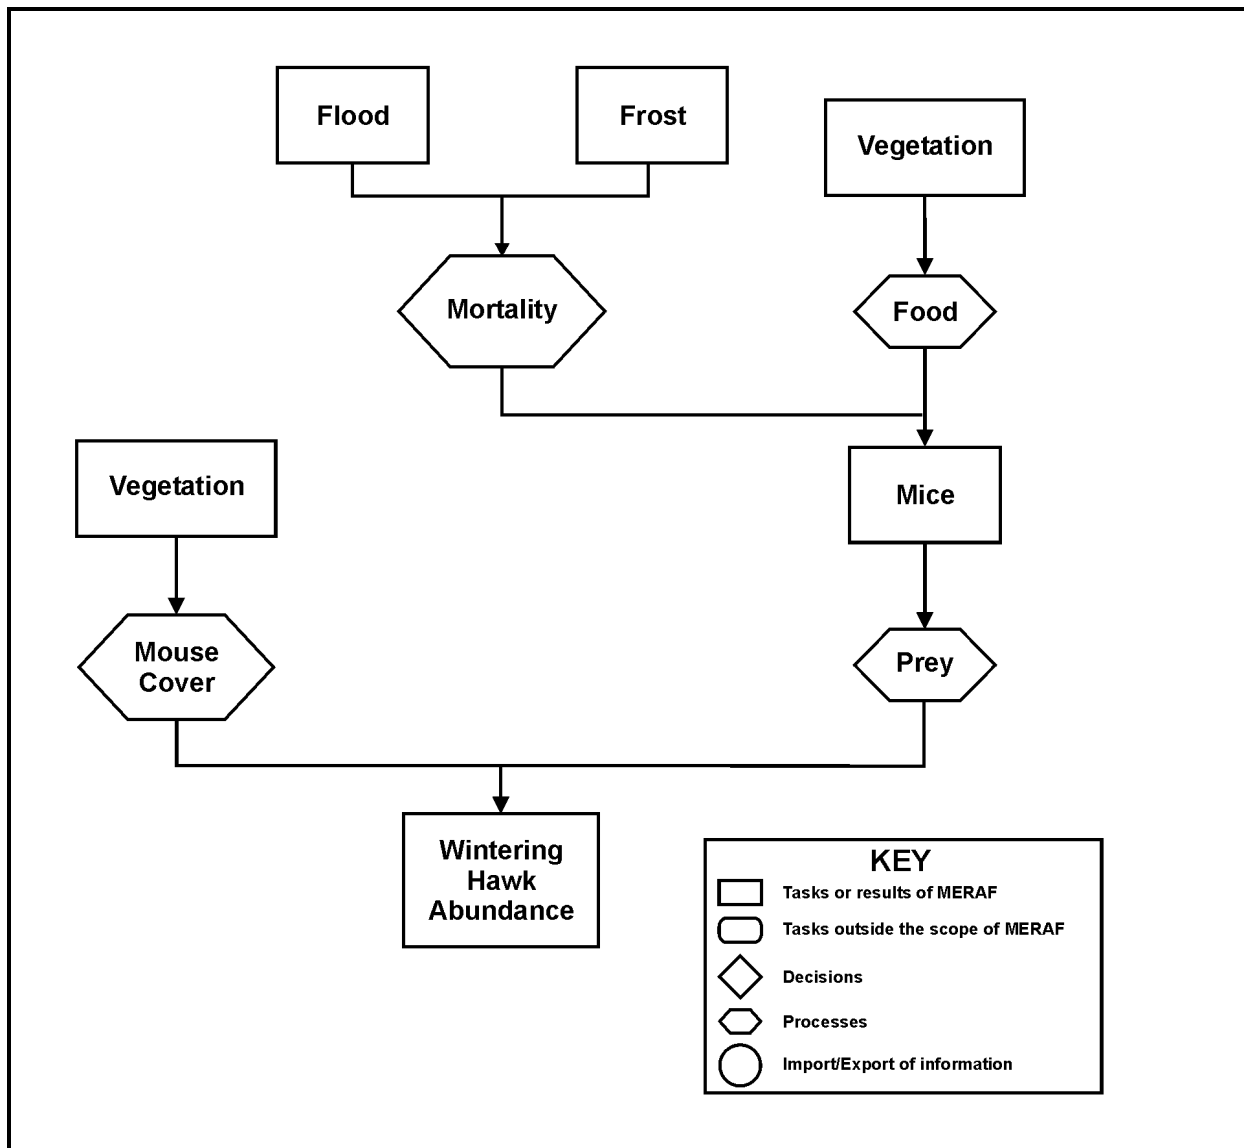 Flood
Frost
Vegetation
Mortality
Food
Vegetation
Mice
Mouse
Cover
Prey
Wintering
Hawk
Abundance
KEY
Tasks or results of MERAF
Tasks outside the scope of MERAF
Decisions
Processes
Import/Export of information